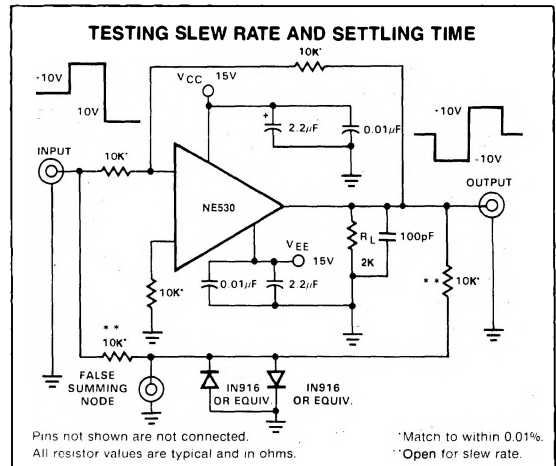 TESTING SLEW RATE AND SETTLING TIME
10K*
VCC 15V
-10V
10V
+
2.2µF
0.01µF
+10V
-10V
INPUT
10K*
NE530
OUTPUT
RL
2K
100pF
VEE
15V
0.01µF
2.2µF
10K*
** 10K*
**
10K*
FALSE
SUMMING
NODE
IN916
OR EQUIV.
IN916
OR EQUIV.
Pins not shown are not connected.
All resistor values are typical and in ohms.
*Match to within 0.01%.
**Open for slew rate.